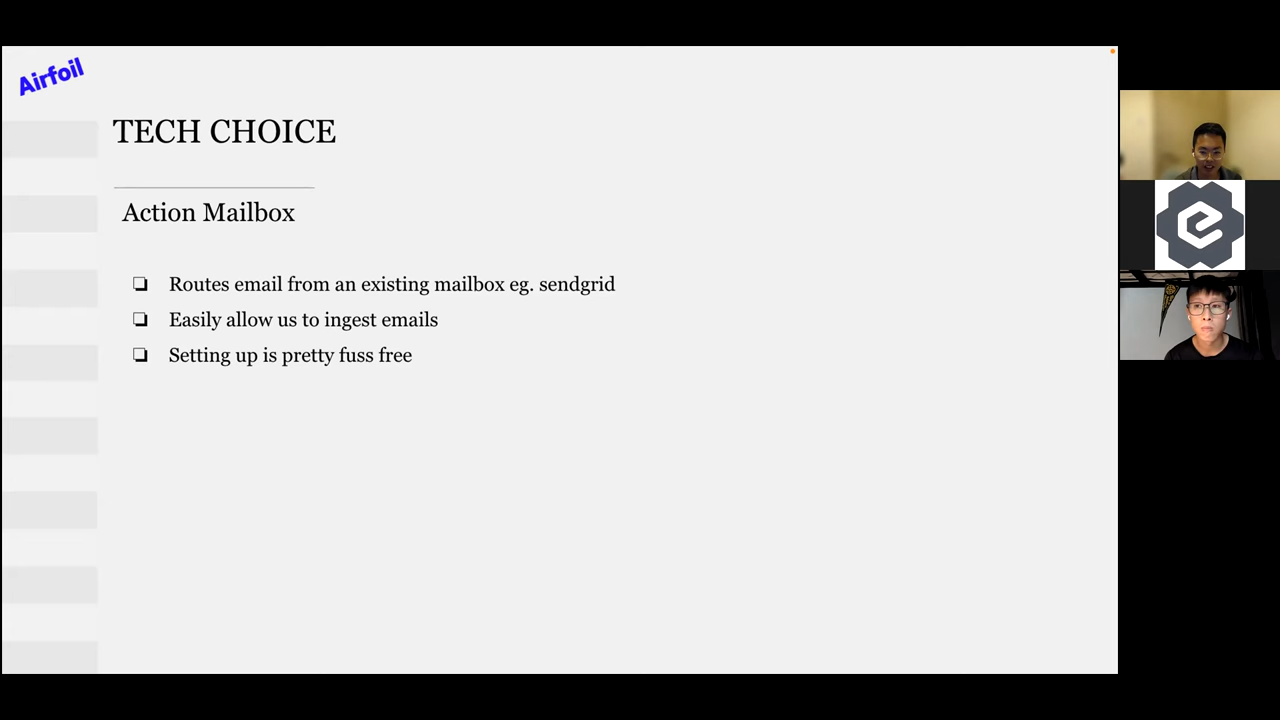 Airfoil
TECH CHOICE
Action Mailbox
Routes email from an existing mailbox eg. sendgrid
Easily allow us to ingest emails
Setting up is pretty fuss free
e